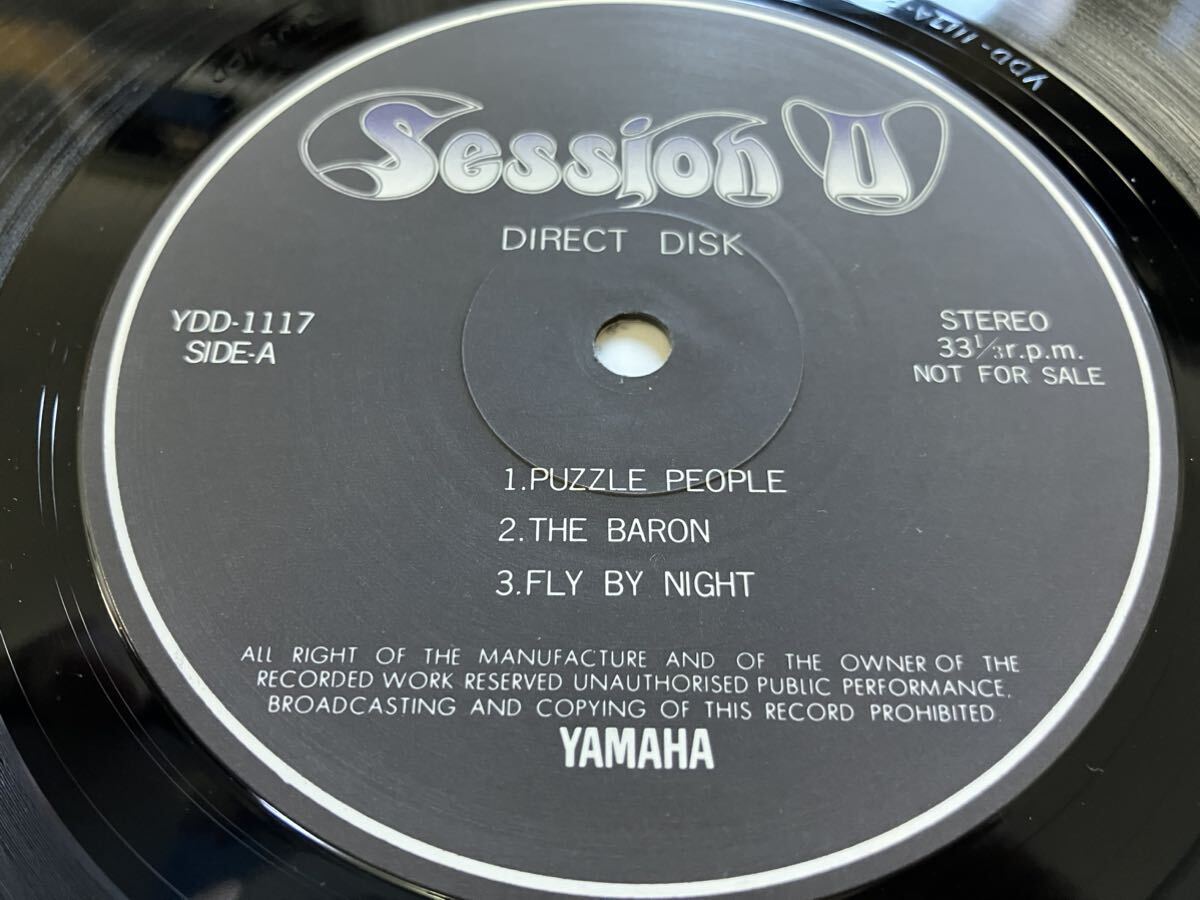 Session II
DIRECT DISK
YDD-1117
SIDE-A
STEREO
33 1/3r.p.m.
NOT FOR SALE
1.PUZZLE PEOPLE
2.THE BARON
3.FLY BY NIGHT
ALL RIGHT OF THE MANUFACTURE AND OF THE OWNER OF THE
RECORDED WORK RESERVED UNAUTHORISED PUBLIC PERFORMANCE,
BROADCASTING AND COPYING OF THIS RECORD PROHIBITED.
YAMAHA